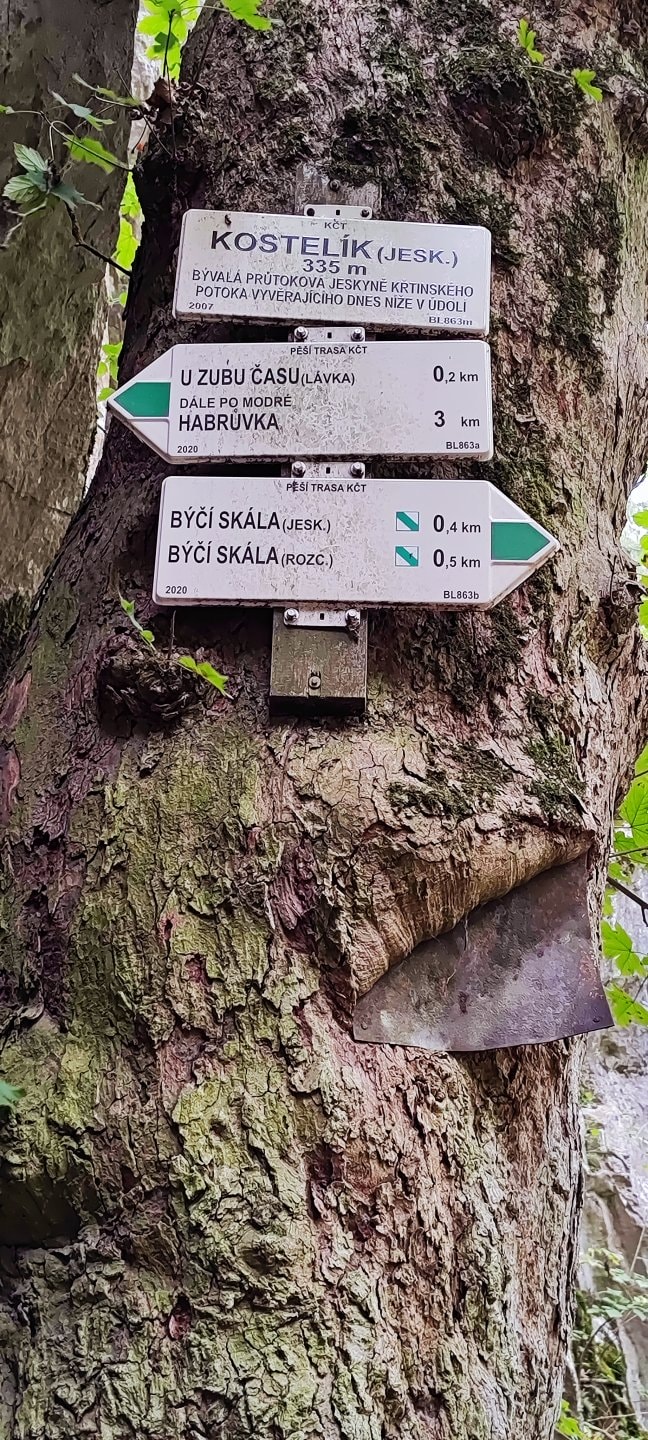 KČT
KOSTELÍK (JESK.)
335 m
BÝVALÁ PRŮTOKOVÁ JESKYNĚ KŘTINSKÉHO
POTOKA VYVĚRAJÍCÍHO DNES NÍŽE V ÚDOLÍ
2007 BL863m
PĚŠÍ TRASA KČT
U ZUBU ČASU (LÁVKA) 0,2 km
DÁLE PO MODRÉ
HABRŮVKA 3 km
2020 BL863a
PĚŠÍ TRASA KČT
BÝČÍ SKÁLA (JESK.) 0,4 km
BÝČÍ SKÁLA (ROZC.) 0,5 km
2020 BL863b